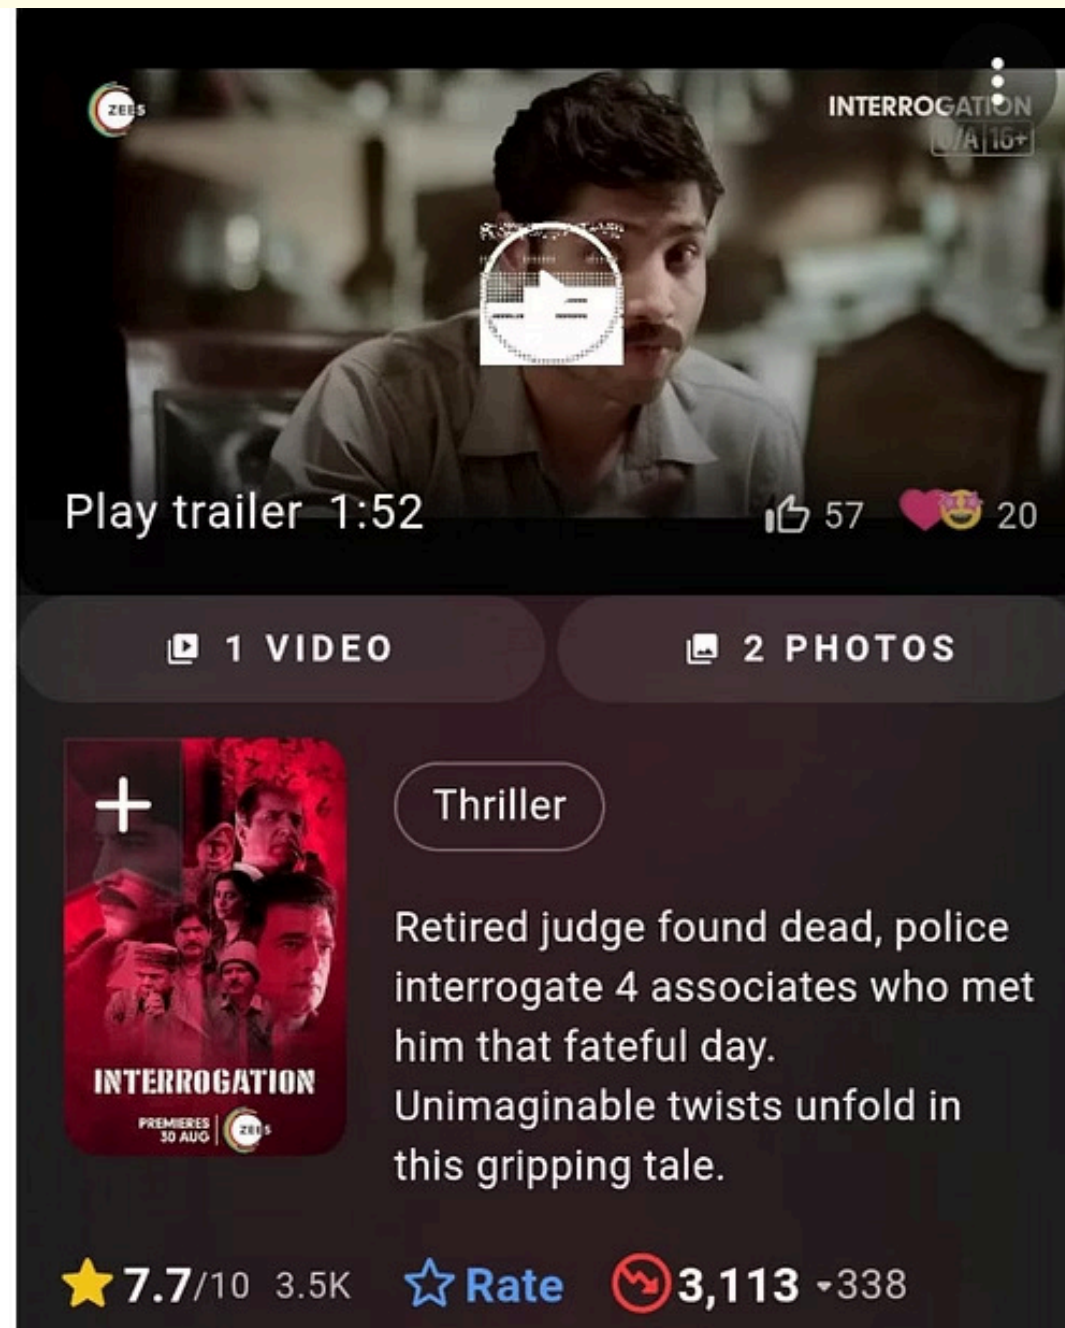 ZEE5
INTERROGATION
U/A 16+
Play trailer 1:52
57
20
1 VIDEO
2 PHOTOS
Thriller
Retired judge found dead, police
interrogate 4 associates who met
him that fateful day.
Unimaginable twists unfold in
this gripping tale.
INTERROGATION
PREMIERES
30 AUG
ZEE5
7.7/10 3.5K
Rate
3,113 338